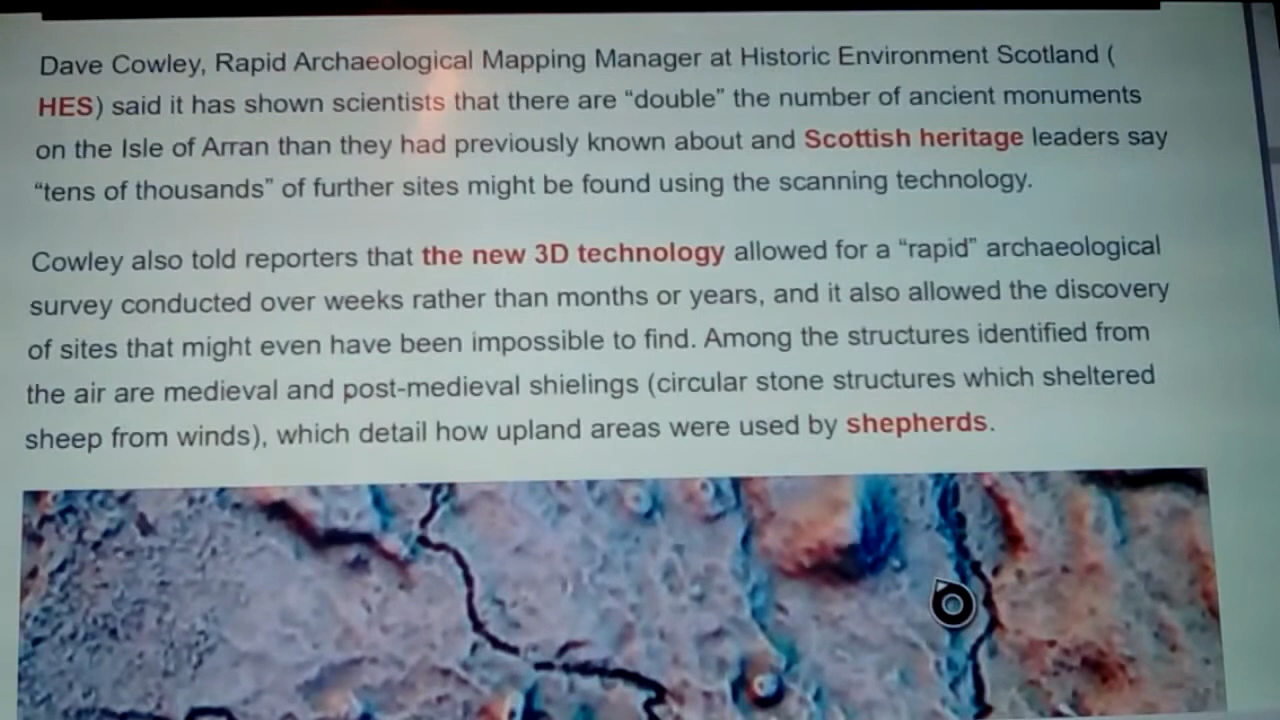 Dave Cowley, Rapid Archaeological Mapping Manager at Historic Environment Scotland (
HES) said it has shown scientists that there are “double” the number of ancient monuments
on the Isle of Arran than they had previously known about and Scottish heritage leaders say
“tens of thousands” of further sites might be found using the scanning technology.
Cowley also told reporters that the new 3D technology allowed for a “rapid” archaeological
survey conducted over weeks rather than months or years, and it also allowed the discovery
of sites that might even have been impossible to find. Among the structures identified from
the air are medieval and post-medieval shielings (circular stone structures which sheltered
sheep from winds), which detail how upland areas were used by shepherds.